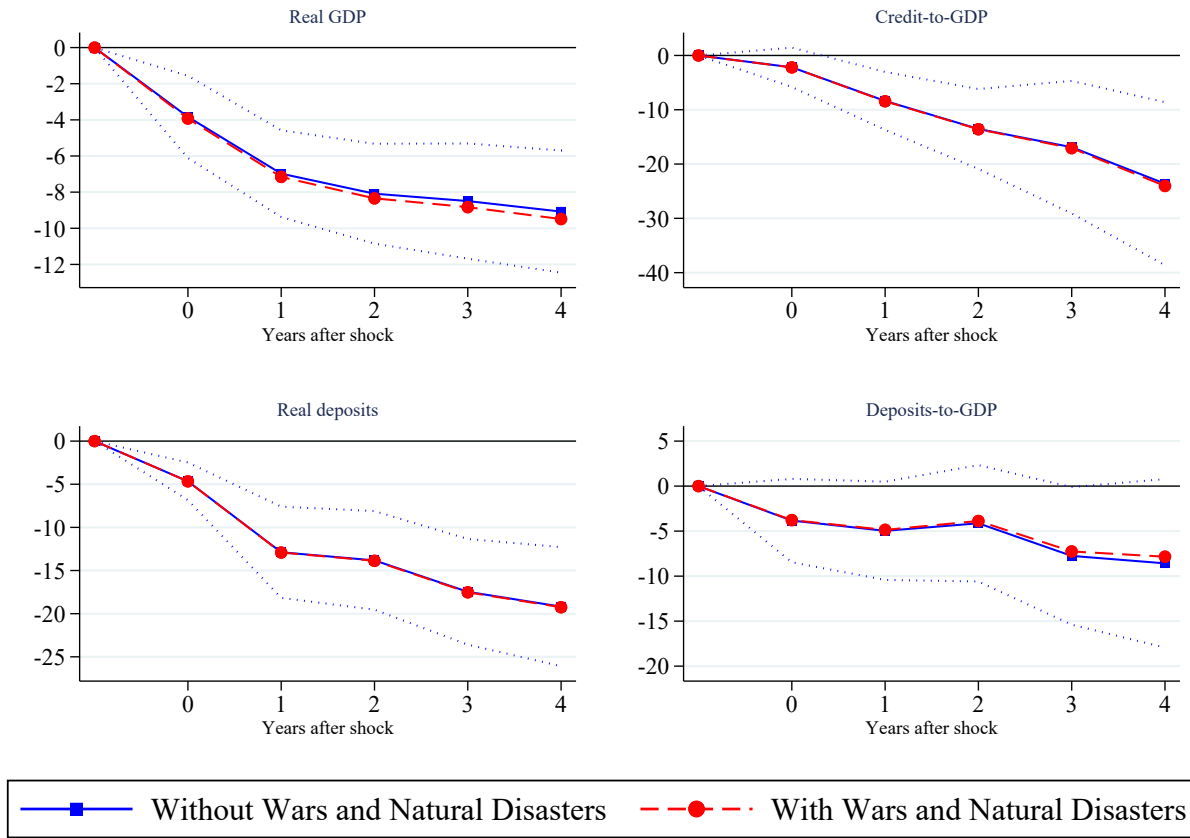 Real GDP
0
-2
-4
-6
-8
-10
-12
0 1 2 3 4
Years after shock
Credit-to-GDP
0
-10
-20
-30
-40
0 1 2 3 4
Years after shock
Real deposits
0
-5
-10
-15
-20
-25
0 1 2 3 4
Years after shock
Deposits-to-GDP
5
0
-5
-10
-15
-20
0 1 2 3 4
Years after shock
Without Wars and Natural Disasters With Wars and Natural Disasters